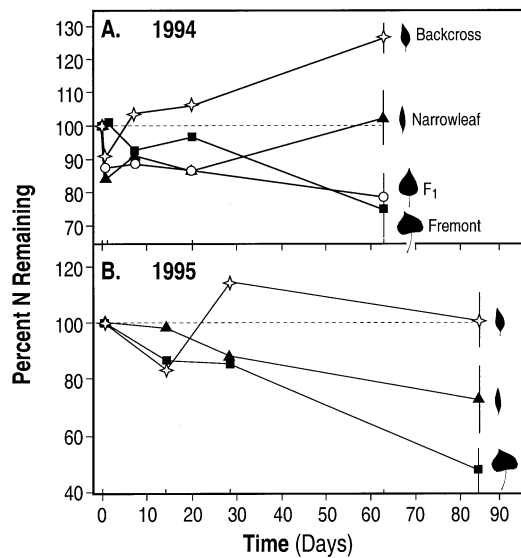 A. 1994
130
120
110
100
90
80
70
Backcross
Narrowleaf
F1
Fremont
B. 1995
120
100
80
60
40
Percent N Remaining
0 10 20 30 40 50 60 70 80 90
Time (Days)